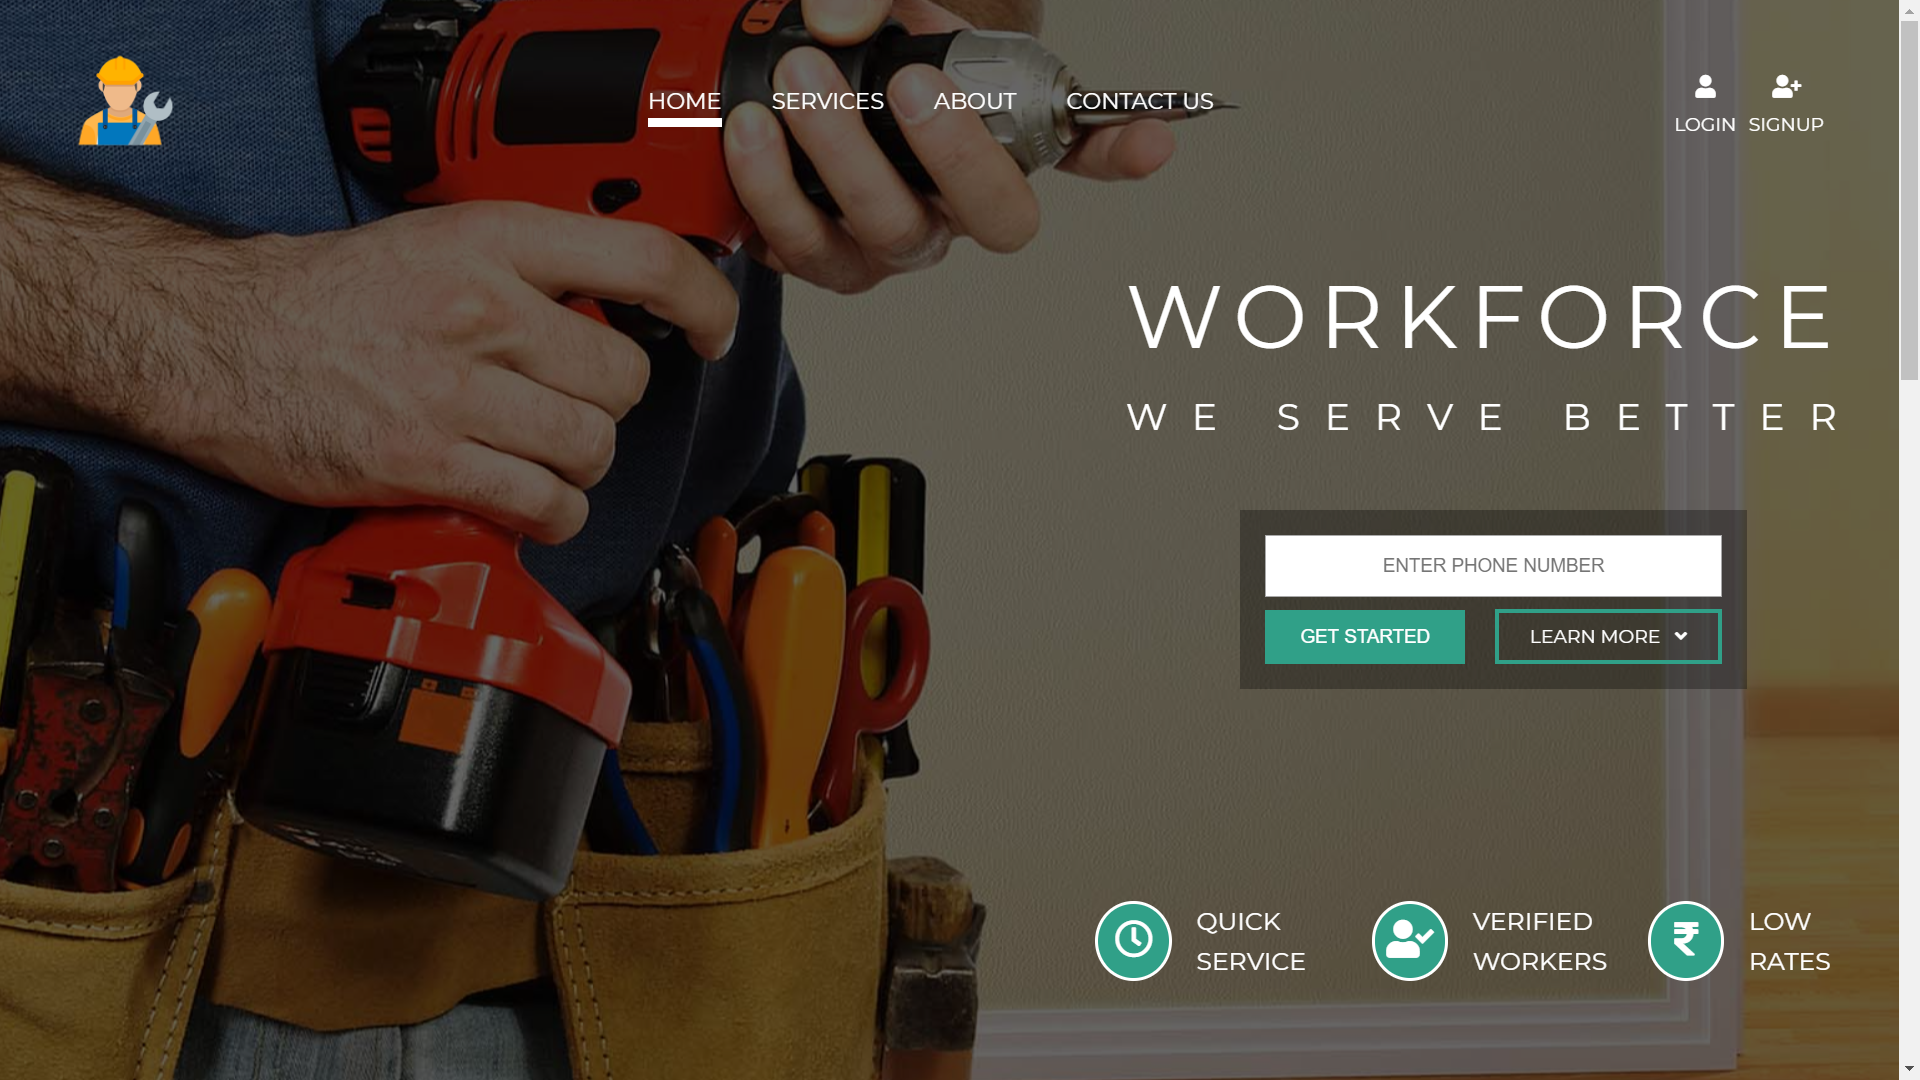 HOME SERVICES ABOUT CONTACT US
LOGIN SIGNUP
WORKFORCE
WE SERVE BETTER
ENTER PHONE NUMBER
GET STARTED LEARN MORE
QUICK
SERVICE
VERIFIED
WORKERS
₹
LOW
RATES